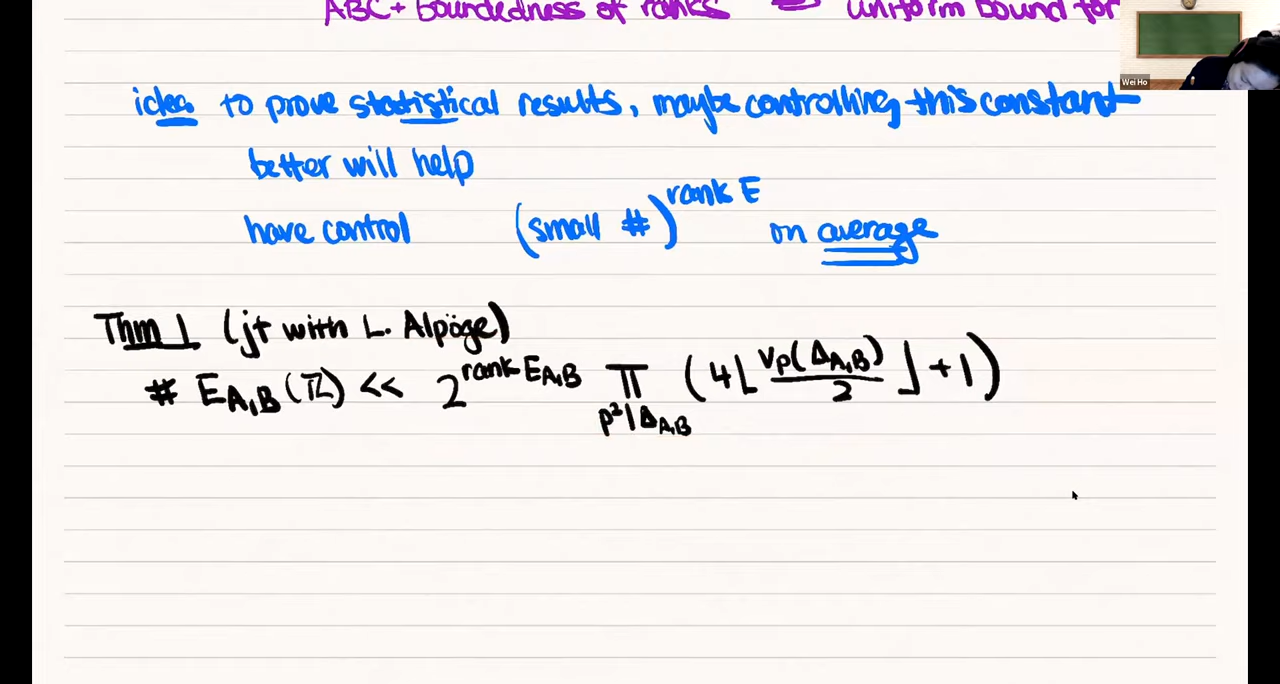 ABC + boundedness of ranks ⟹ uniform bound for
Wei Ho
idea to prove statistical results, maybe controlling this constant
better will help
have control (small #)^{rank E} on average
Thm 1 (jt with L. Alpöge)
# E_{A,B}(ℤ) << 2^{rank E_{A,B}} ∏_{p²|Δ_{A,B}} (4⌊v_p(Δ_{A,B})/2⌋ + 1)